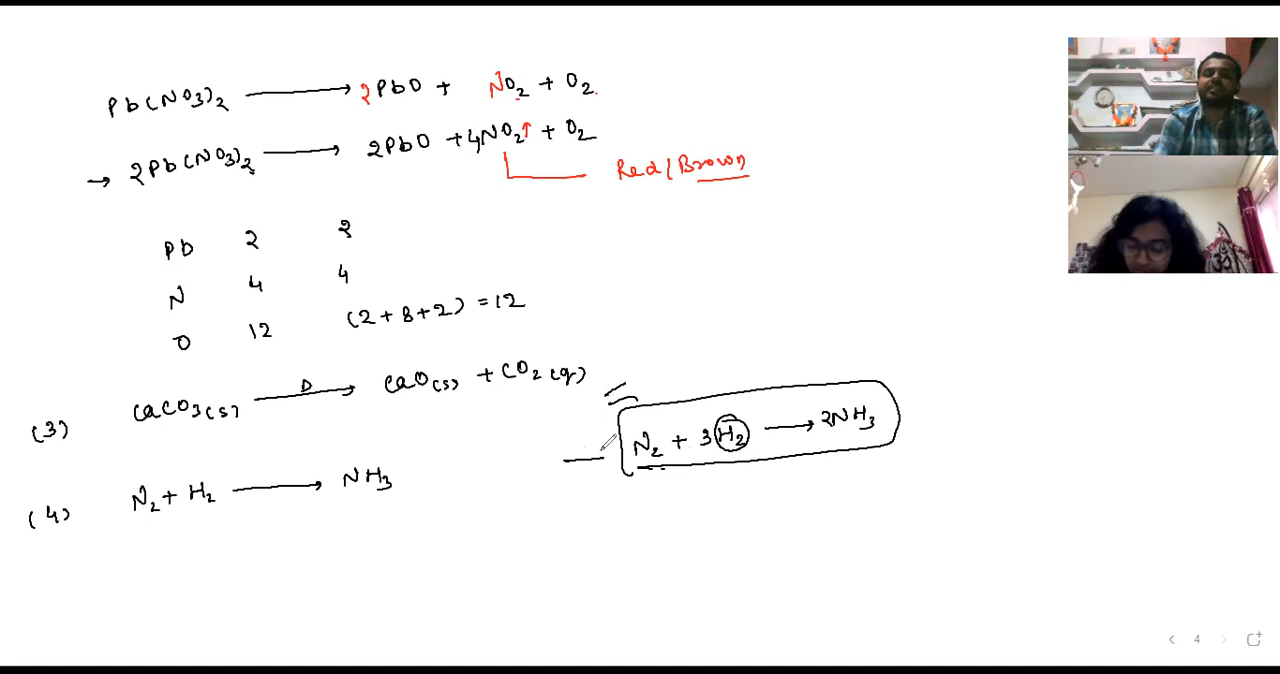 Pb(NO3)2 ⟶ 2PbO + NO2 + O2
→ 2Pb(NO3)2 ⟶ 2PbO + 4NO2↑ + O2
Red/Brown
Pb 2 2
N 4 4
O 12 (2+8+2) = 12
(3) CaCO3(s) —Δ→ CaO(s) + CO2(g)
N2 + 3H2 ⟶ 2NH3
(4) N2 + H2 ⟶ NH3
4